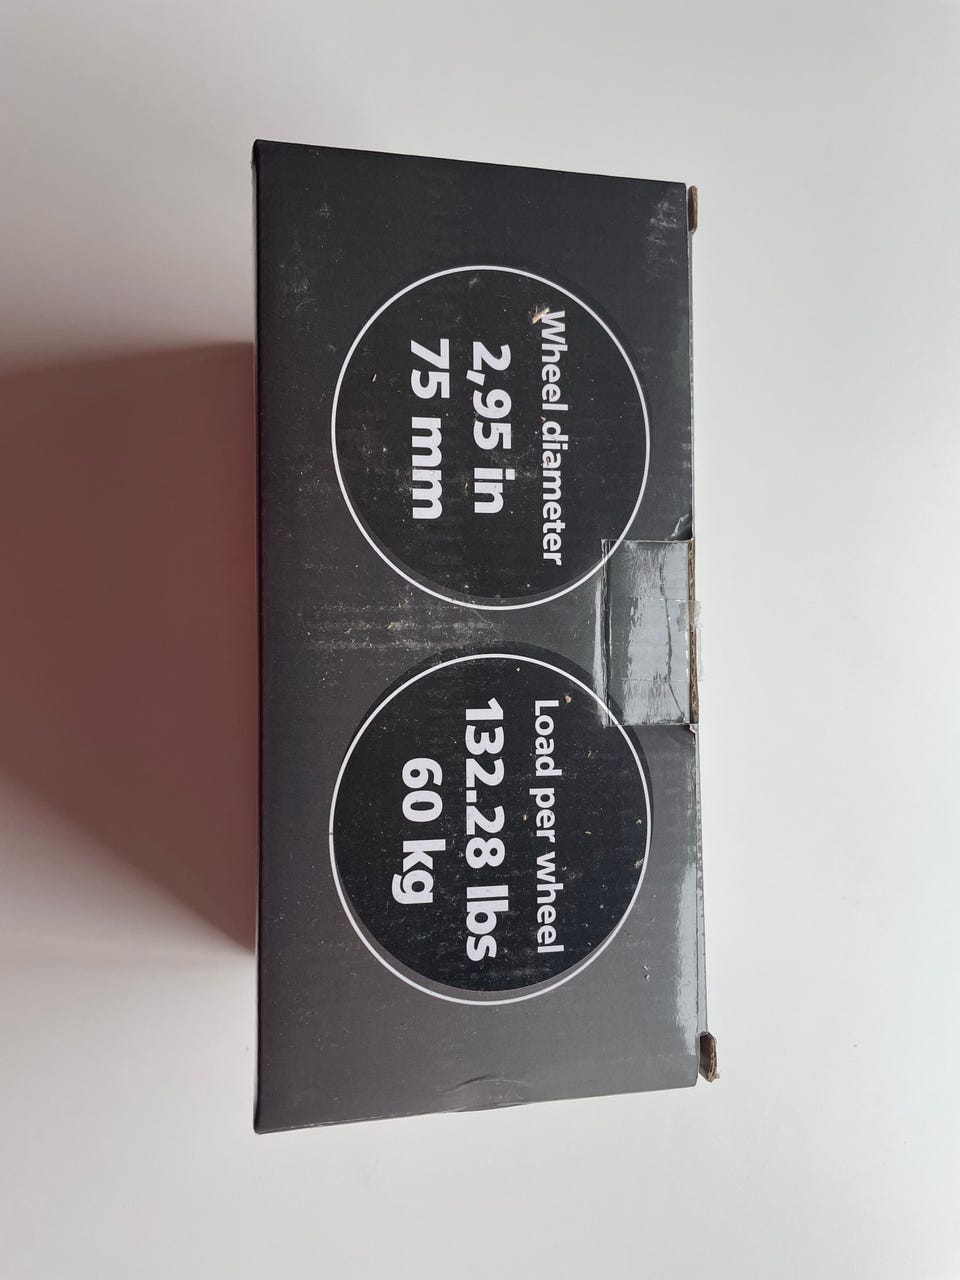 Wheel diameter
2,95 in
75 mm
Load per wheel
132.28 lbs
60 kg